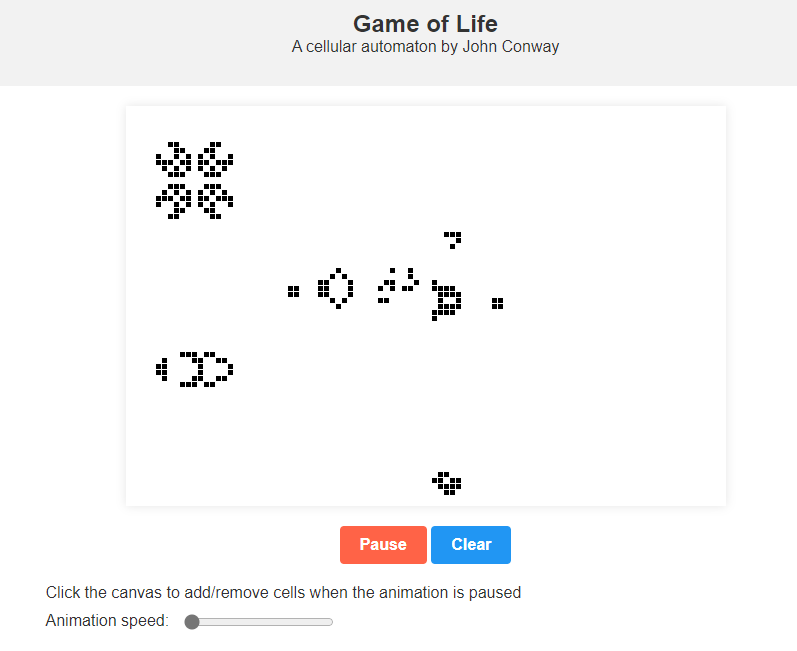 Game of Life
A cellular automaton by John Conway
Pause
Clear
Click the canvas to add/remove cells when the animation is paused
Animation speed: